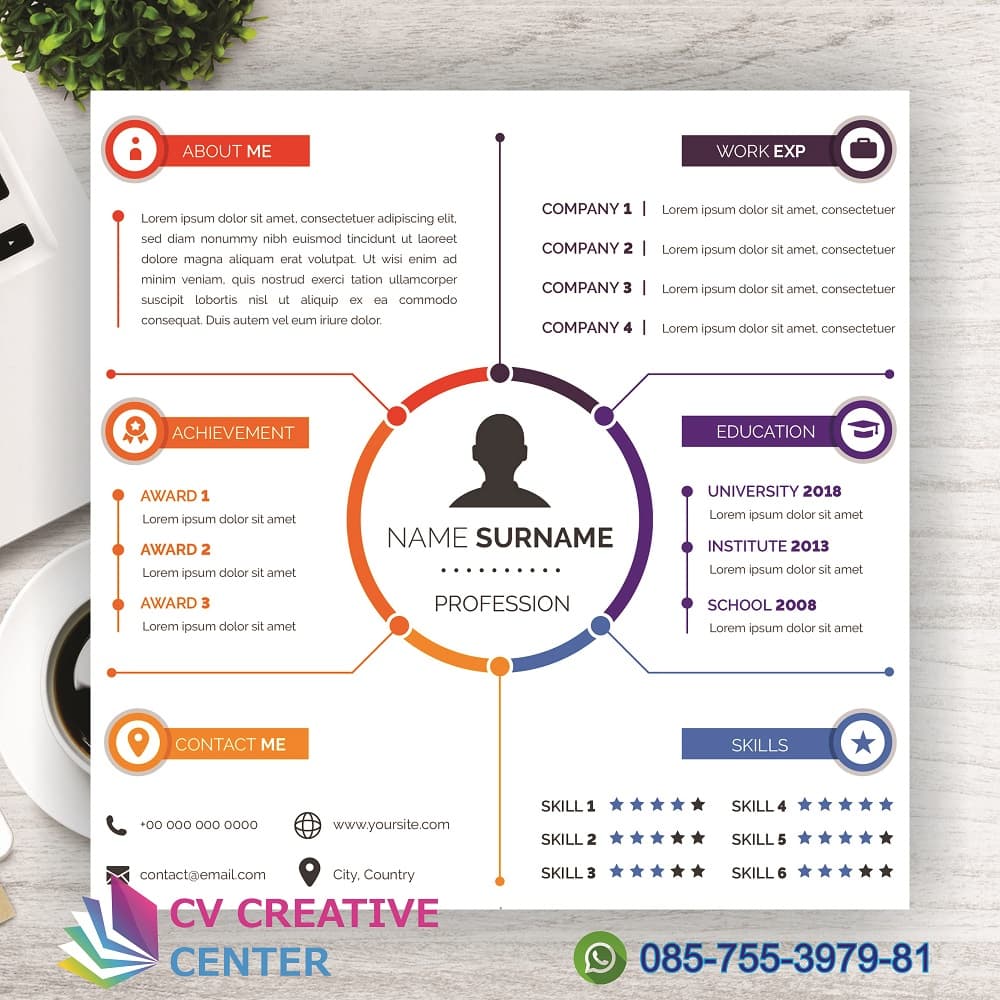 ABOUT ME
Lorem ipsum dolor sit amet, consectetuer adipiscing elit,
sed diam nonummy nibh euismod tincidunt ut laoreet
dolore magna aliquam erat volutpat. Ut wisi enim ad
minim veniam, quis nostrud exerci tation ullamcorper
suscipit lobortis nisl ut aliquip ex ea commodo
consequat. Duis autem vel eum iriure dolor.
WORK EXP
COMPANY 1 | Lorem ipsum dolor sit amet, consectetuer
COMPANY 2 | Lorem ipsum dolor sit amet, consectetuer
COMPANY 3 | Lorem ipsum dolor sit amet, consectetuer
COMPANY 4 | Lorem ipsum dolor sit amet, consectetuer
ACHIEVEMENT
AWARD 1
Lorem ipsum dolor sit amet
AWARD 2
Lorem ipsum dolor sit amet
AWARD 3
Lorem ipsum dolor sit amet
NAME SURNAME
PROFESSION
EDUCATION
UNIVERSITY 2018
Lorem ipsum dolor sit amet
INSTITUTE 2013
Lorem ipsum dolor sit amet
SCHOOL 2008
Lorem ipsum dolor sit amet
CONTACT ME
+00 000 000 0000
www.yoursite.com
contact@email.com
City, Country
SKILLS
SKILL 1
SKILL 4
SKILL 2
SKILL 5
SKILL 3
SKILL 6
CV CREATIVE
CENTER
085-755-3979-81